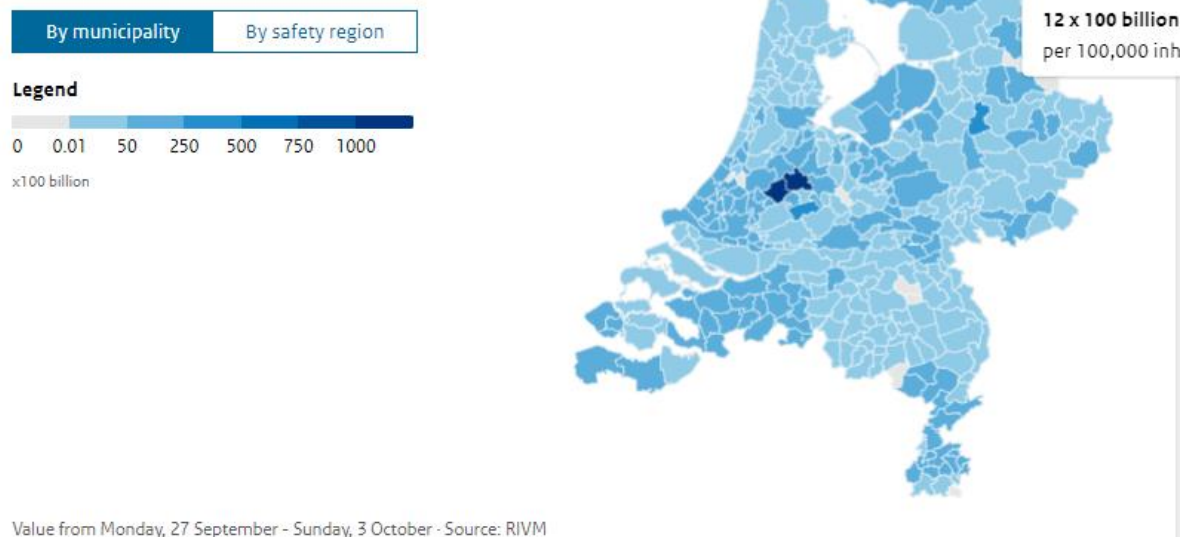 By municipality By safety region
12 x 100 billion
per 100,000 inh
Legend
0 0.01 50 250 500 750 1000
x100 billion
Value from Monday, 27 September - Sunday, 3 October · Source: RIVM